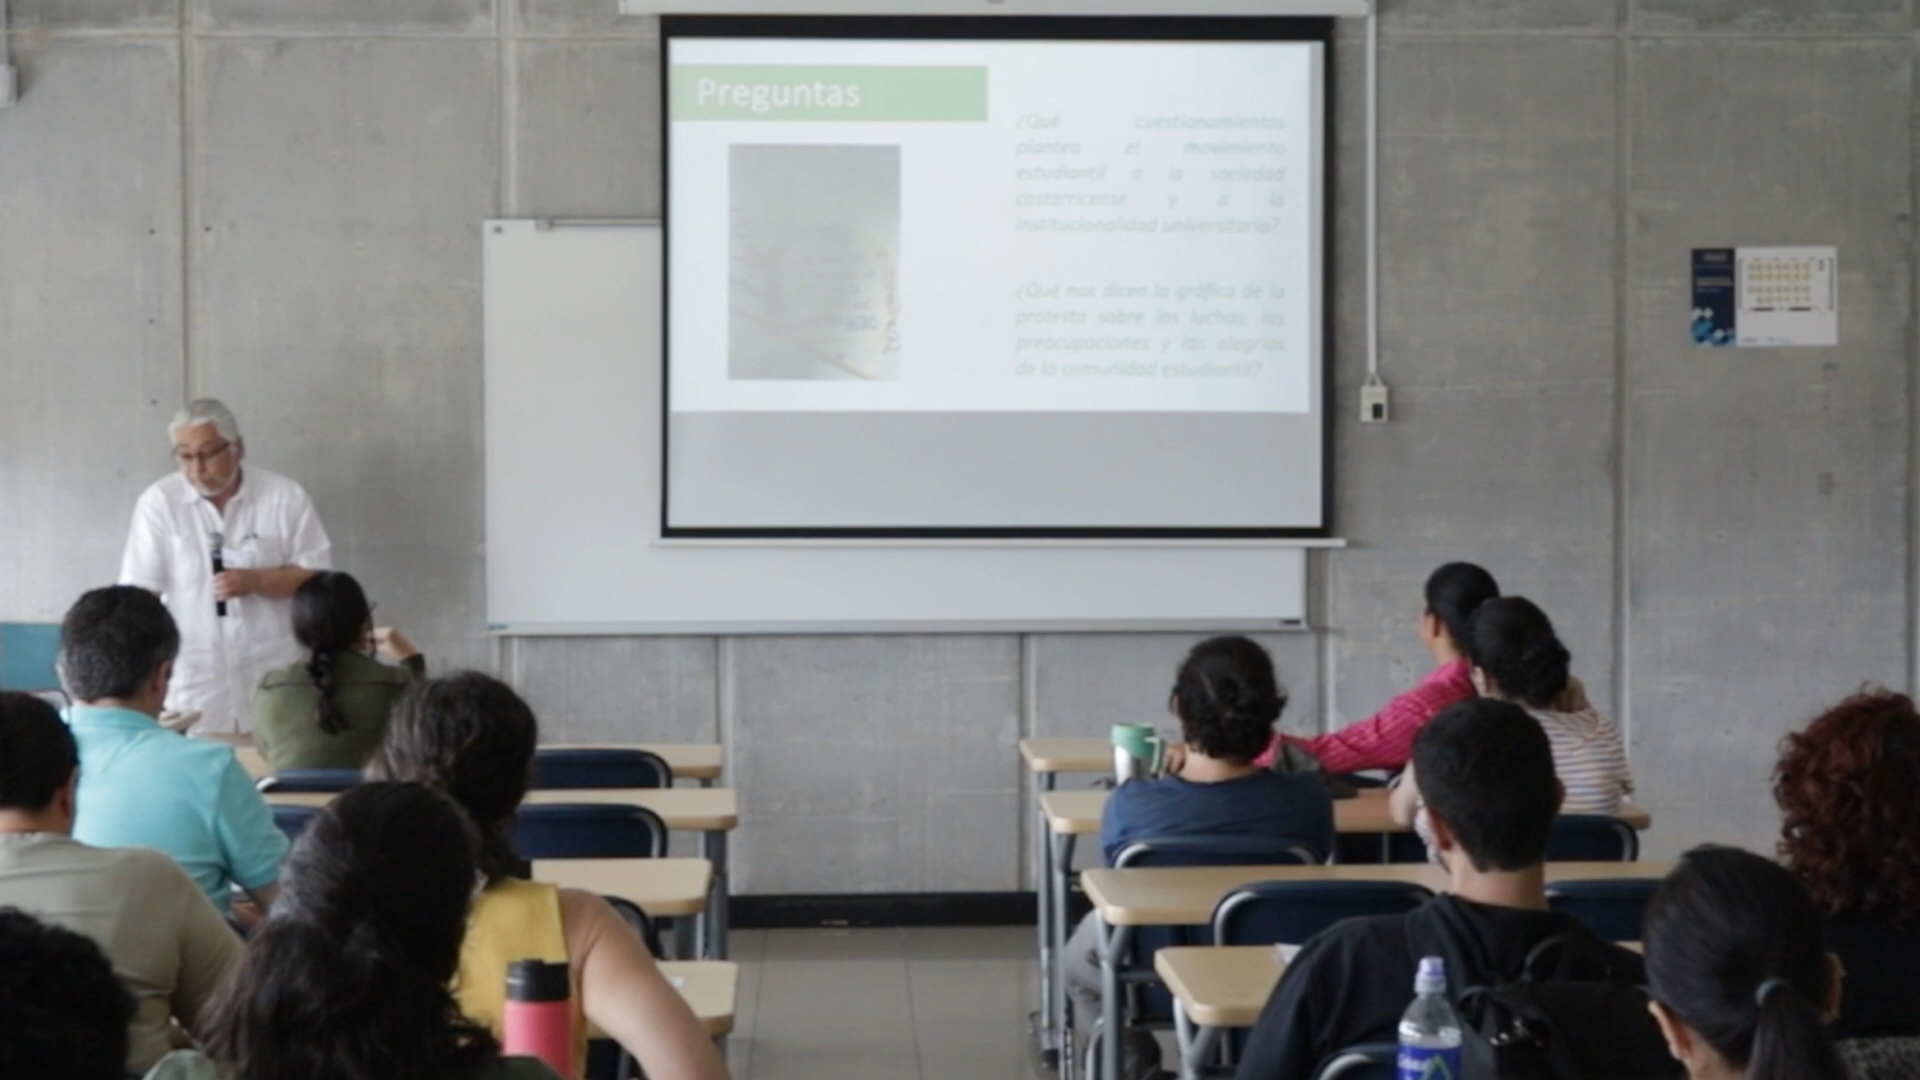 Preguntas
¿Qué cuestionamientos
plantea el movimiento
estudiantil a la sociedad
costarricense y a la
institucionalidad universitaria?
¿Qué nos dicen la gráfica de la
protesta sobre las luchas, las
preocupaciones y las alegrías
de la comunidad estudiantil?